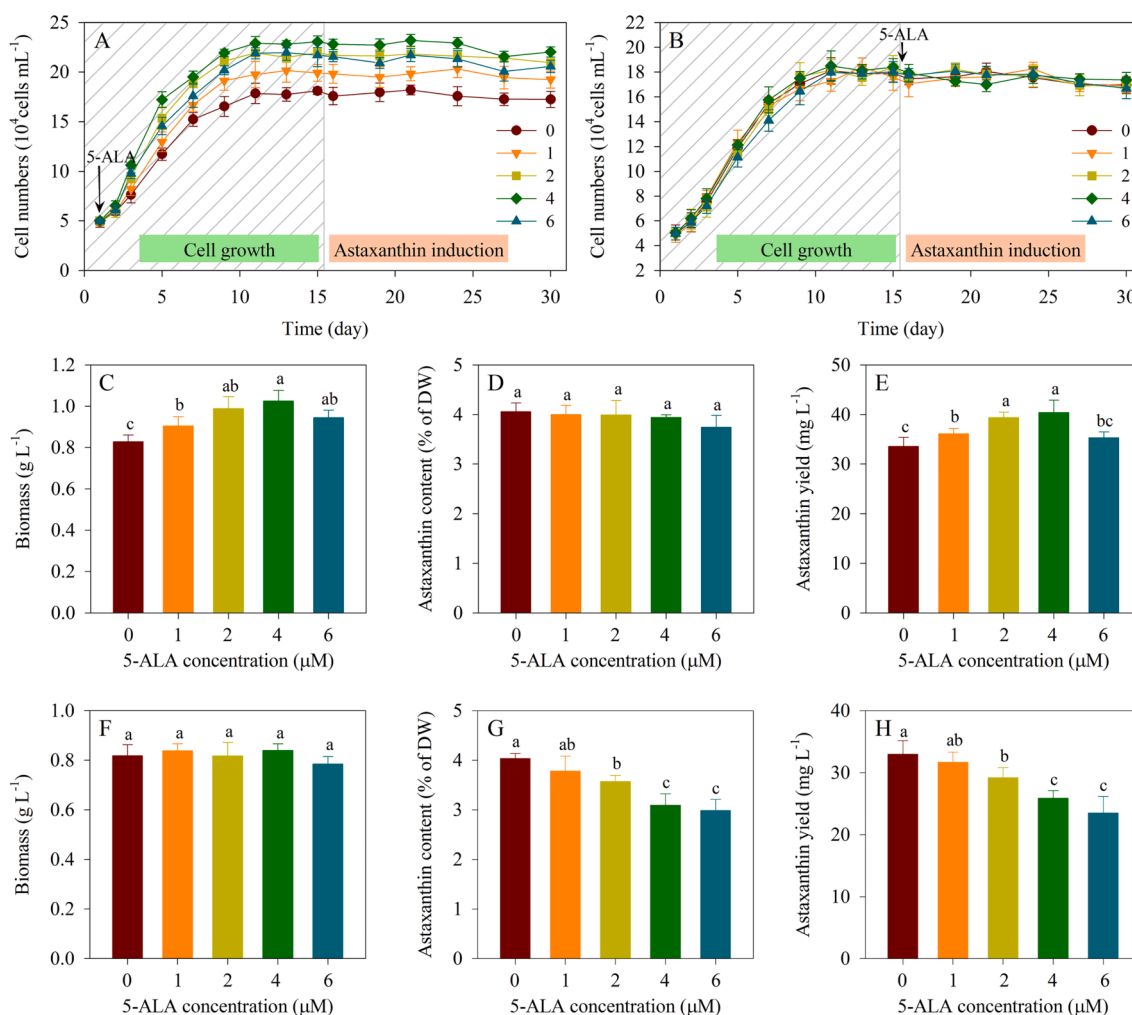 A
Cell numbers (10⁴cells mL⁻¹)
25
20
15
10
5
0
5-ALA
0
1
2
4
6
Cell growth
Astaxanthin induction
0 5 10 15 20 25 30
Time (day)
B
Cell numbers (10⁴cells mL⁻¹)
22
20
18
16
14
12
10
8
6
4
2
5-ALA
0
1
2
4
6
Cell growth
Astaxanthin induction
0 5 10 15 20 25 30
Time (day)
C
Biomass (g L⁻¹)
1.2
1.0
0.8
0.6
0.4
0.2
0.0
c b ab a ab
0 1 2 4 6
5-ALA concentration (μM)
D
Astaxanthin content (% of DW)
5
4
3
2
1
0
a a a a a
0 1 2 4 6
5-ALA concentration (μM)
E
Astaxanthin yield (mg L⁻¹)
50
40
30
20
10
0
c b a a bc
0 1 2 4 6
5-ALA concentration (μM)
F
Biomass (g L⁻¹)
1.0
0.8
0.6
0.4
0.2
0.0
a a a a a
0 1 2 4 6
5-ALA concentration (μM)
G
Astaxanthin content (% of DW)
5
4
3
2
1
0
a ab b c c
0 1 2 4 6
5-ALA concentration (μM)
H
Astaxanthin yield (mg L⁻¹)
40
30
20
10
0
a ab b c c
0 1 2 4 6
5-ALA concentration (μM)